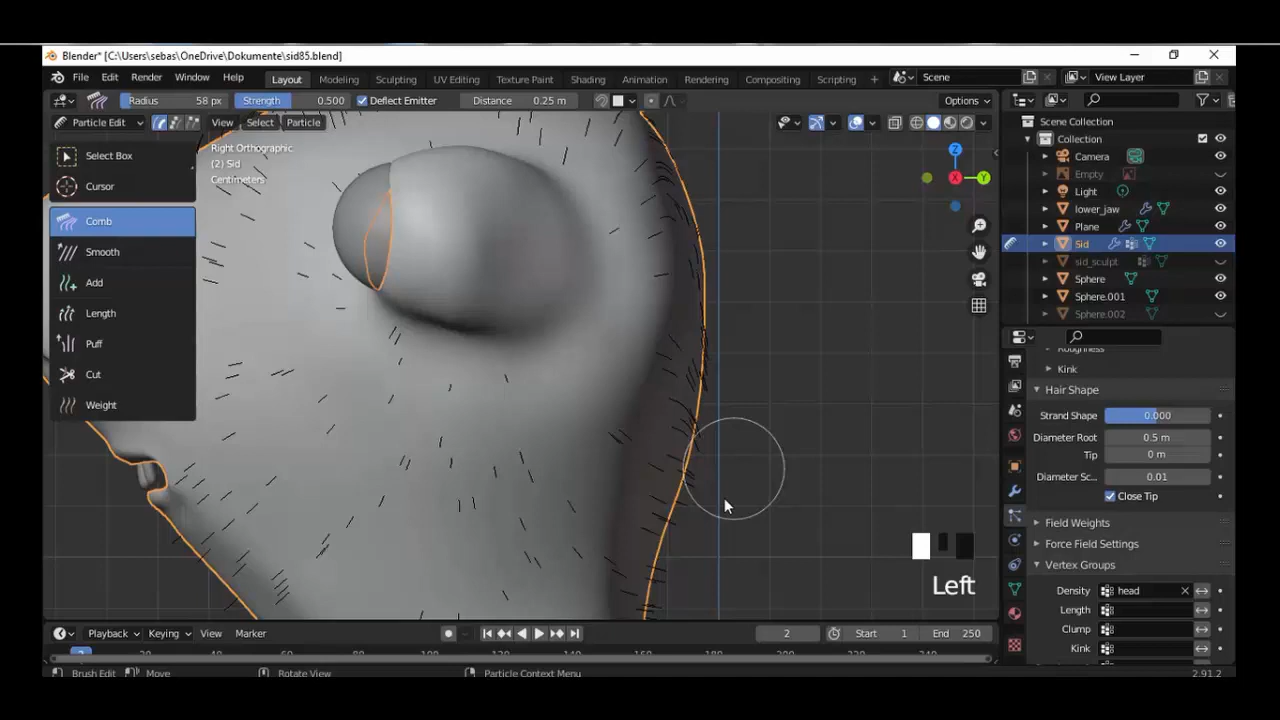 Blender* [C:\Users\sebas\OneDrive\Dokumente\sid85.blend]
File Edit Render Window Help Layout Modeling Sculpting UV Editing Texture Paint Shading Animation Rendering Compositing Scripting + Scene View Layer
Radius 58 px Strength 0.500 Deflect Emitter Distance 0.25 m Options
Particle Edit View Select Particle
Select Box
Cursor
Comb
Smooth
Add
Length
Puff
Cut
Weight
Right Orthographic
(2) Sid
Centimeters
Z
X
Y
Left
Scene Collection
Collection
Camera
Empty
Light
lower_jaw
Plane
Sid
sid_sculpt
Sphere
Sphere.001
Sphere.002
Kink
Hair Shape
Strand Shape 0.000
Diameter Root 0.5 m
Tip 0 m
Diameter Sc... 0.01
Close Tip
Field Weights
Force Field Settings
Vertex Groups
Density head
Length
Clump
Kink
Playback Keying View Marker 2 Start 1 End 250
Brush Edit Move Rotate View Particle Context Menu 2.91.2